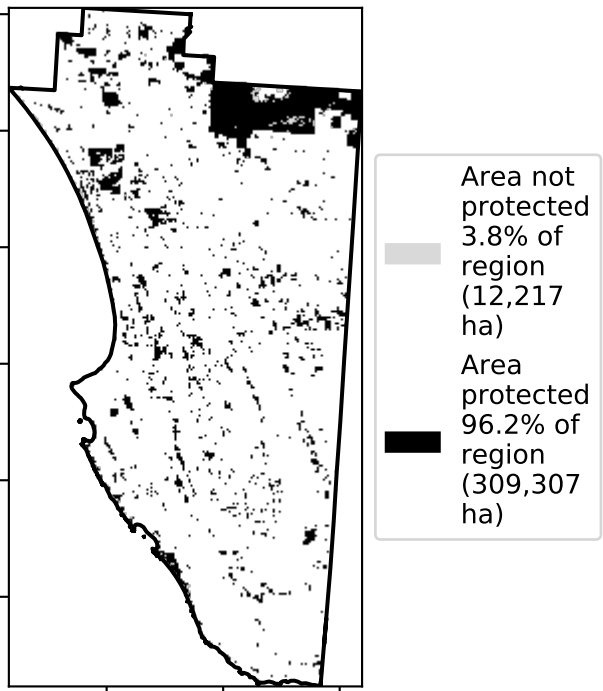 Area not
protected
3.8% of
region
(12,217
ha)
Area
protected
96.2% of
region
(309,307
ha)